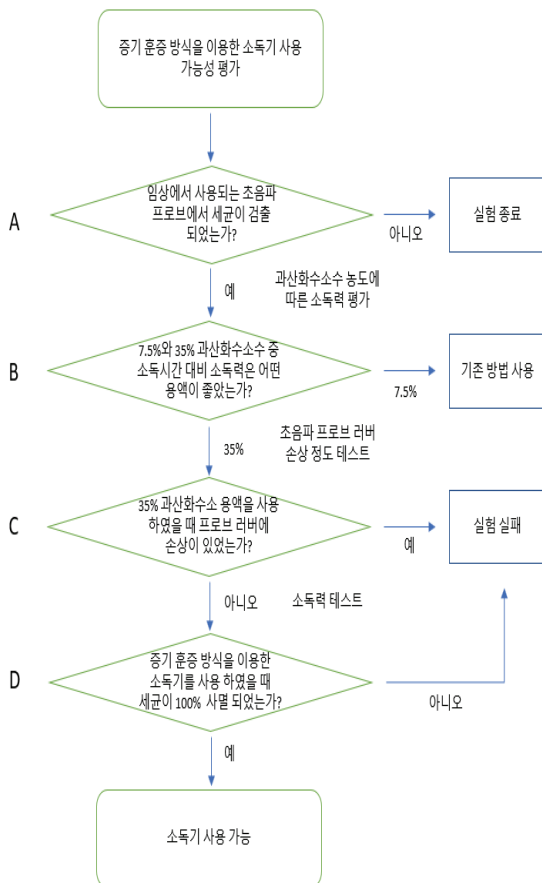 증기 훈증 방식을 이용한 소독기 사용
가능성 평가
A
임상에서 사용되는 초음파
프로브에서 세균이 검출
되었는가?
아니오
실험 종료
예
과산화수소수 농도에
따른 소독력 평가
B
7.5%와 35% 과산화수소수 중
소독시간 대비 소독력은 어떤
용액이 좋았는가?
7.5%
기존 방법 사용
35%
초음파 프로브 러버
손상 정도 테스트
C
35% 과산화수소 용액을 사용
하였을 때 프로브 러버에
손상이 있었는가?
예
실험 실패
아니오
소독력 테스트
D
증기 훈증 방식을 이용한
소독기를 사용 하였을 때
세균이 100% 사멸 되었는가?
아니오
예
소독기 사용 가능